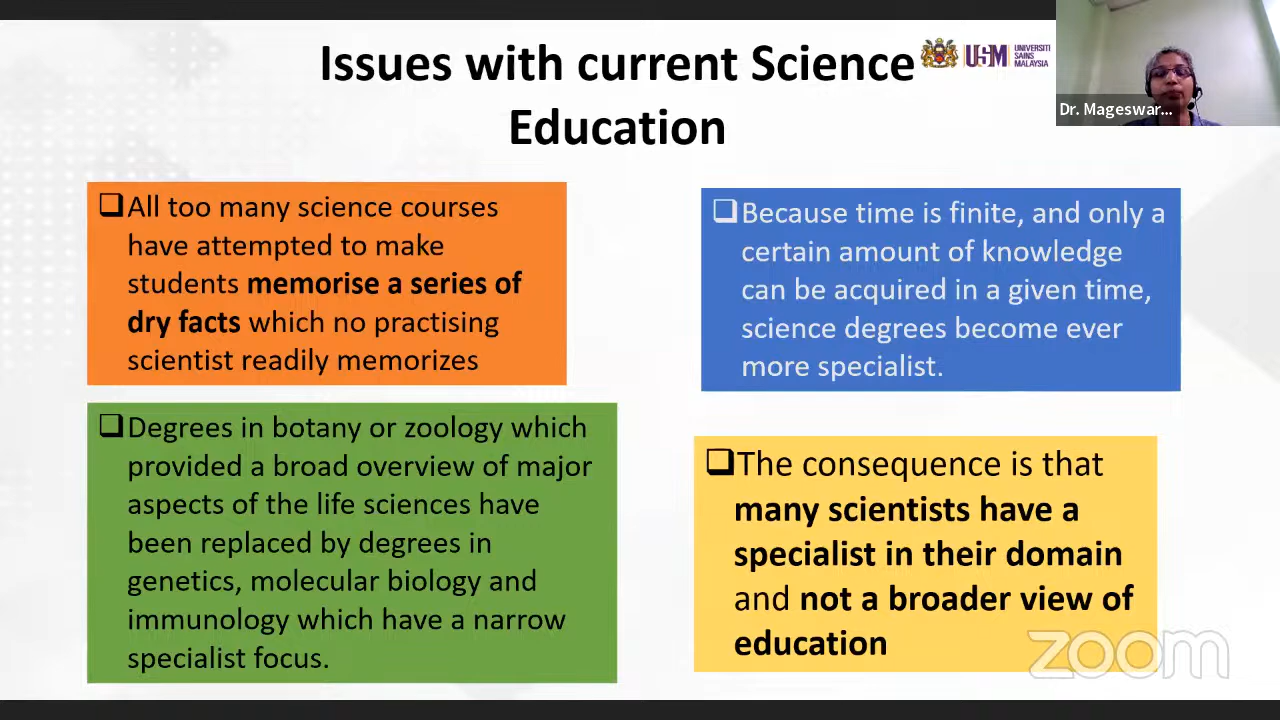 Issues with current Science
Education
USM
UNIVERSITI
SAINS
MALAYSIA
Dr. Mageswar...
❑All too many science courses
have attempted to make
students memorise a series of
dry facts which no practising
scientist readily memorizes
❑Because time is finite, and only a
certain amount of knowledge
can be acquired in a given time,
science degrees become ever
more specialist.
❑Degrees in botany or zoology which
provided a broad overview of major
aspects of the life sciences have
been replaced by degrees in
genetics, molecular biology and
immunology which have a narrow
specialist focus.
❑The consequence is that
many scientists have a
specialist in their domain
and not a broader view of
education
zoom